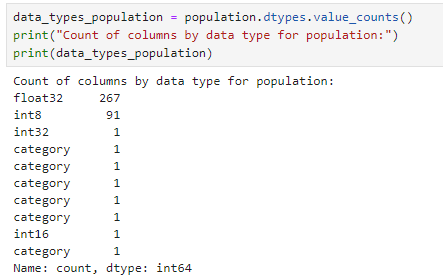 data_types_population = population.dtypes.value_counts()
print("Count of columns by data type for population:")
print(data_types_population)
Count of columns by data type for population:
float32 267
int8 91
int32 1
category 1
category 1
category 1
category 1
category 1
int16 1
category 1
Name: count, dtype: int64